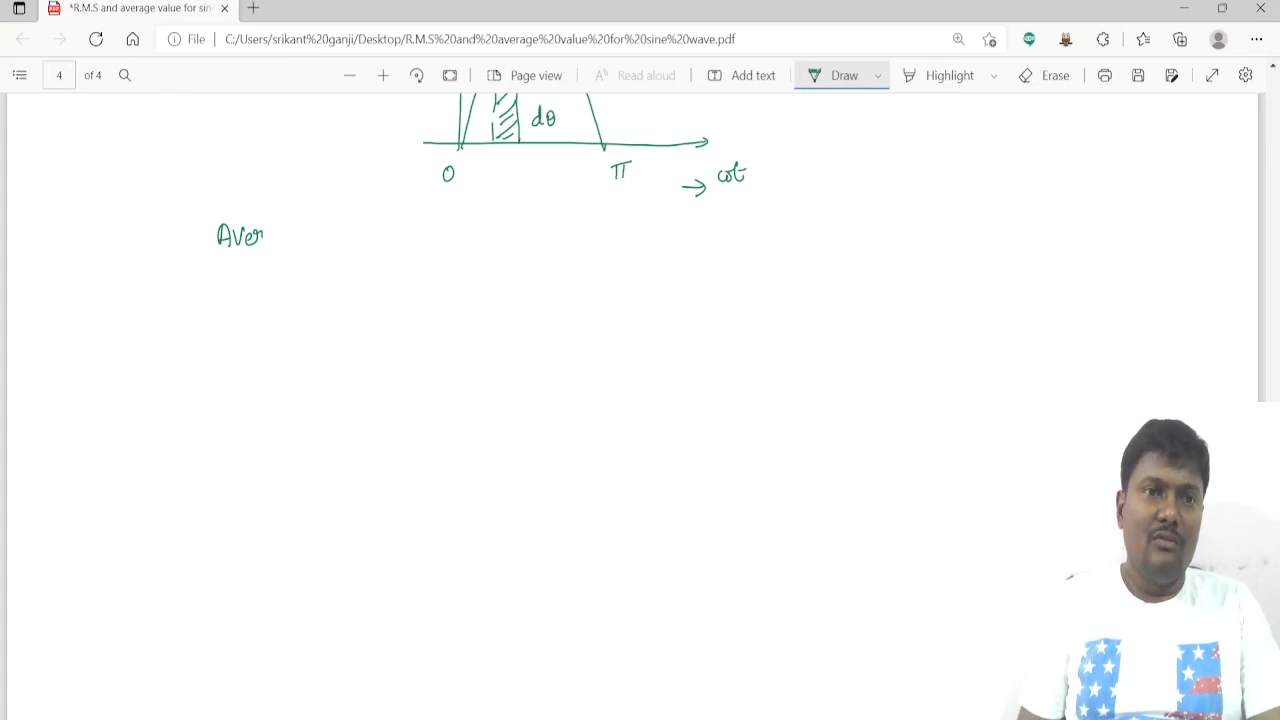 *R.M.S and average value for sin
File
C:/Users/srikant%20ganji/Desktop/R.M.S%20and%20average%20value%20for%20sine%20wave.pdf
4 of 4
Page view
Read aloud
Add text
Draw
Highlight
Erase
dθ
0 π
→ ωt
Aver